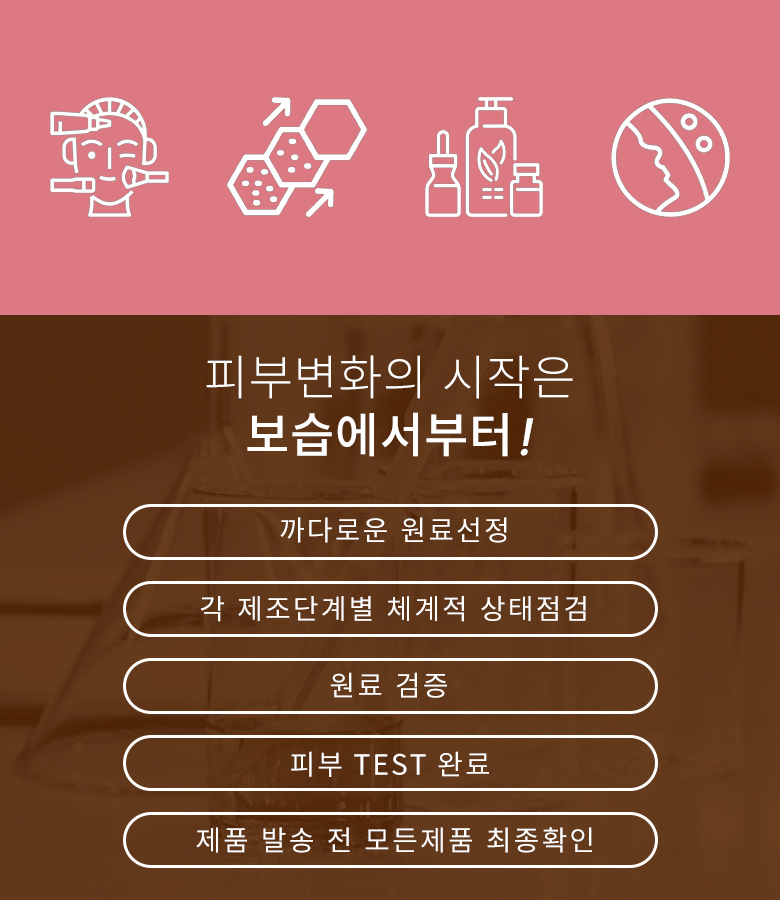 피부변화의 시작은
보습에서부터!
까다로운 원료선정
각 제조단계별 체계적 상태점검
원료 검증
피부 TEST 완료
제품 발송 전 모든제품 최종확인